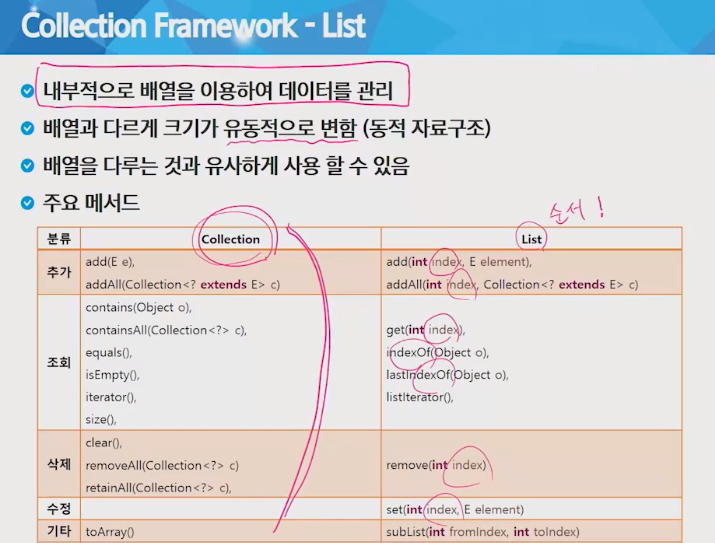 Collection Framework - List
내부적으로 배열을 이용하여 데이터를 관리
배열과 다르게 크기가 유동적으로 변함 (동적 자료구조)
배열을 다루는 것과 유사하게 사용 할 수 있음
주요 메서드
순서 !
분류 Collection List
추가 add(E e), add(int index, E element),
addAll(Collection<? extends E> c) addAll(int index, Collection<? extends E> c)
조회 contains(Object o),
containsAll(Collection<?> c), get(int index),
equals(), indexOf(Object o),
isEmpty(), lastIndexOf(Object o),
iterator(), listIterator(),
size(),
삭제 clear(),
removeAll(Collection<?> c) remove(int index)
retainAll(Collection<?> c),
수정 set(int index, E element)
기타 toArray() subList(int fromIndex, int toIndex)